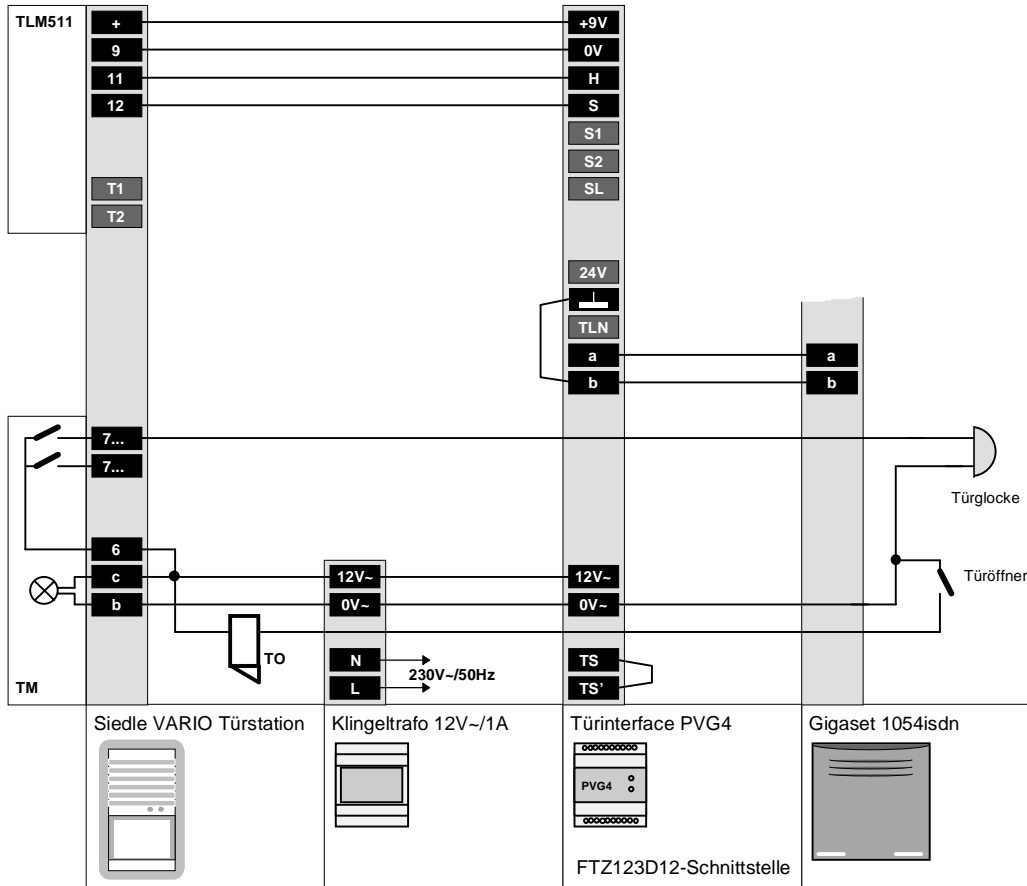 TLM511
+
+9V
9
0V
11
H
12
S
S1
S2
T1
SL
T2
24V
TLN
a
a
b
b
7...
7...
Türglocke
6
c
12V~
12V~
Türöffner
b
0V~
0V~
TO
N
230V~/50Hz
TS
TM
L
TS'
Siedle VARIO Türstation
Klingeltrafo 12V~/1A
Türinterface PVG4
Gigaset 1054isdn
PVG4
FTZ123D12-Schnittstelle